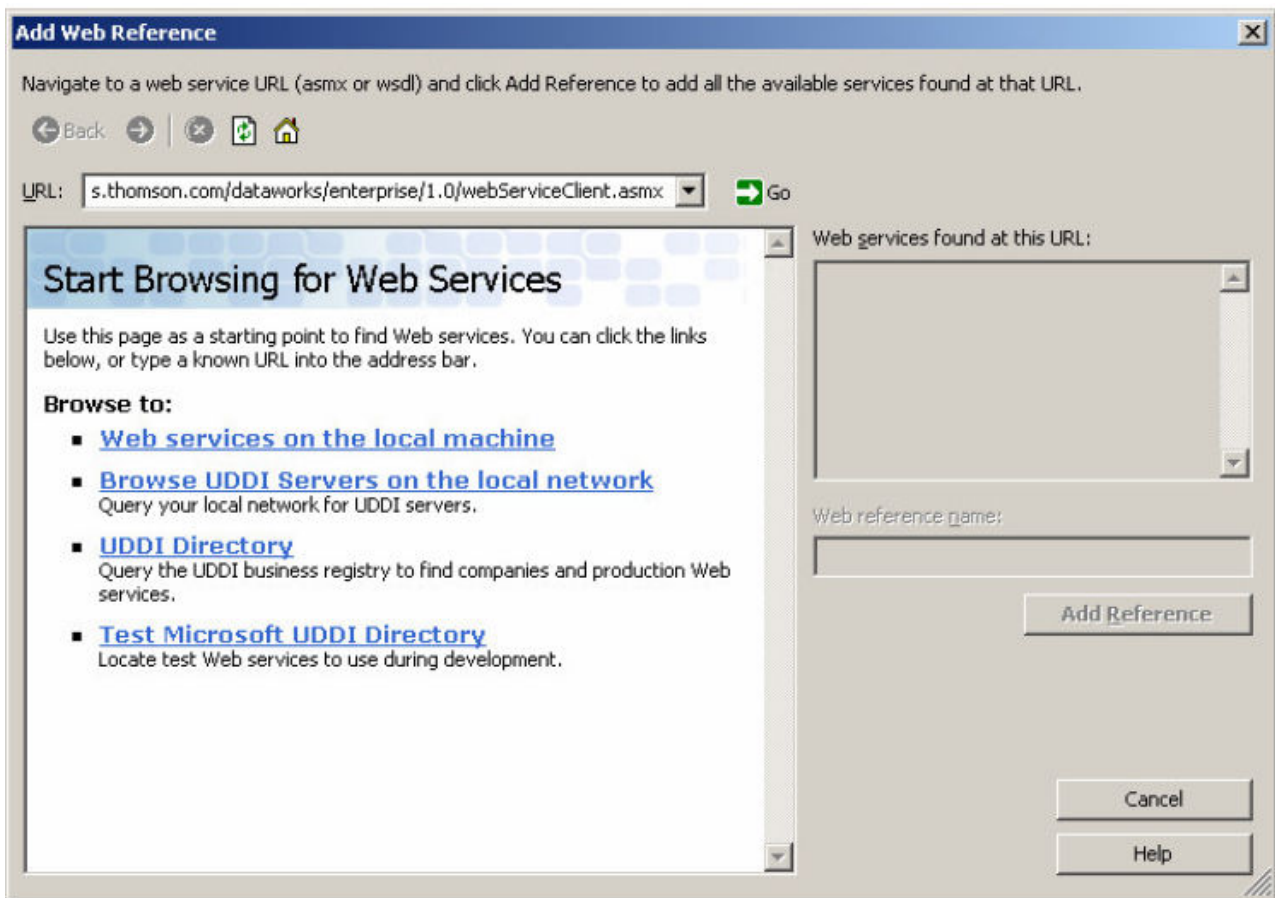 Add Web Reference
Navigate to a web service URL (asmx or wsdl) and click Add Reference to add all the available services found at that URL.
Back
URL: s.thomson.com/dataworks/enterprise/1.0/webServiceClient.asmx Go
Start Browsing for Web Services
Use this page as a starting point to find Web services. You can click the links
below, or type a known URL into the address bar.
Browse to:
Web services on the local machine
Browse UDDI Servers on the local network
Query your local network for UDDI servers.
UDDI Directory
Query the UDDI business registry to find companies and production Web
services.
Test Microsoft UDDI Directory
Locate test Web services to use during development.
Web services found at this URL:
Web reference name:
Add Reference
Cancel
Help